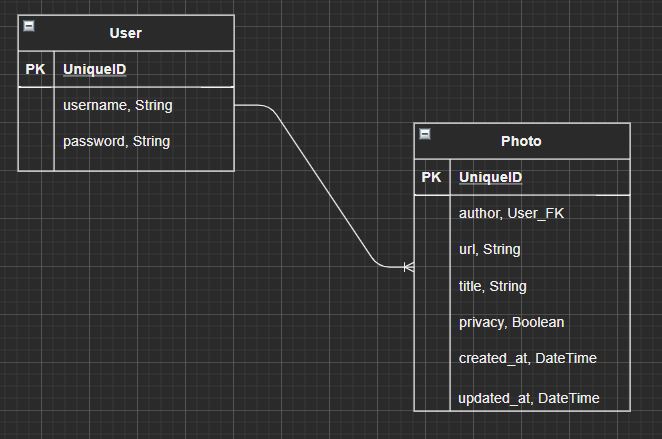 User
PK UniqueID
username, String
password, String
Photo
PK UniqueID
author, User_FK
url, String
title, String
privacy, Boolean
created_at, DateTime
updated_at, DateTime